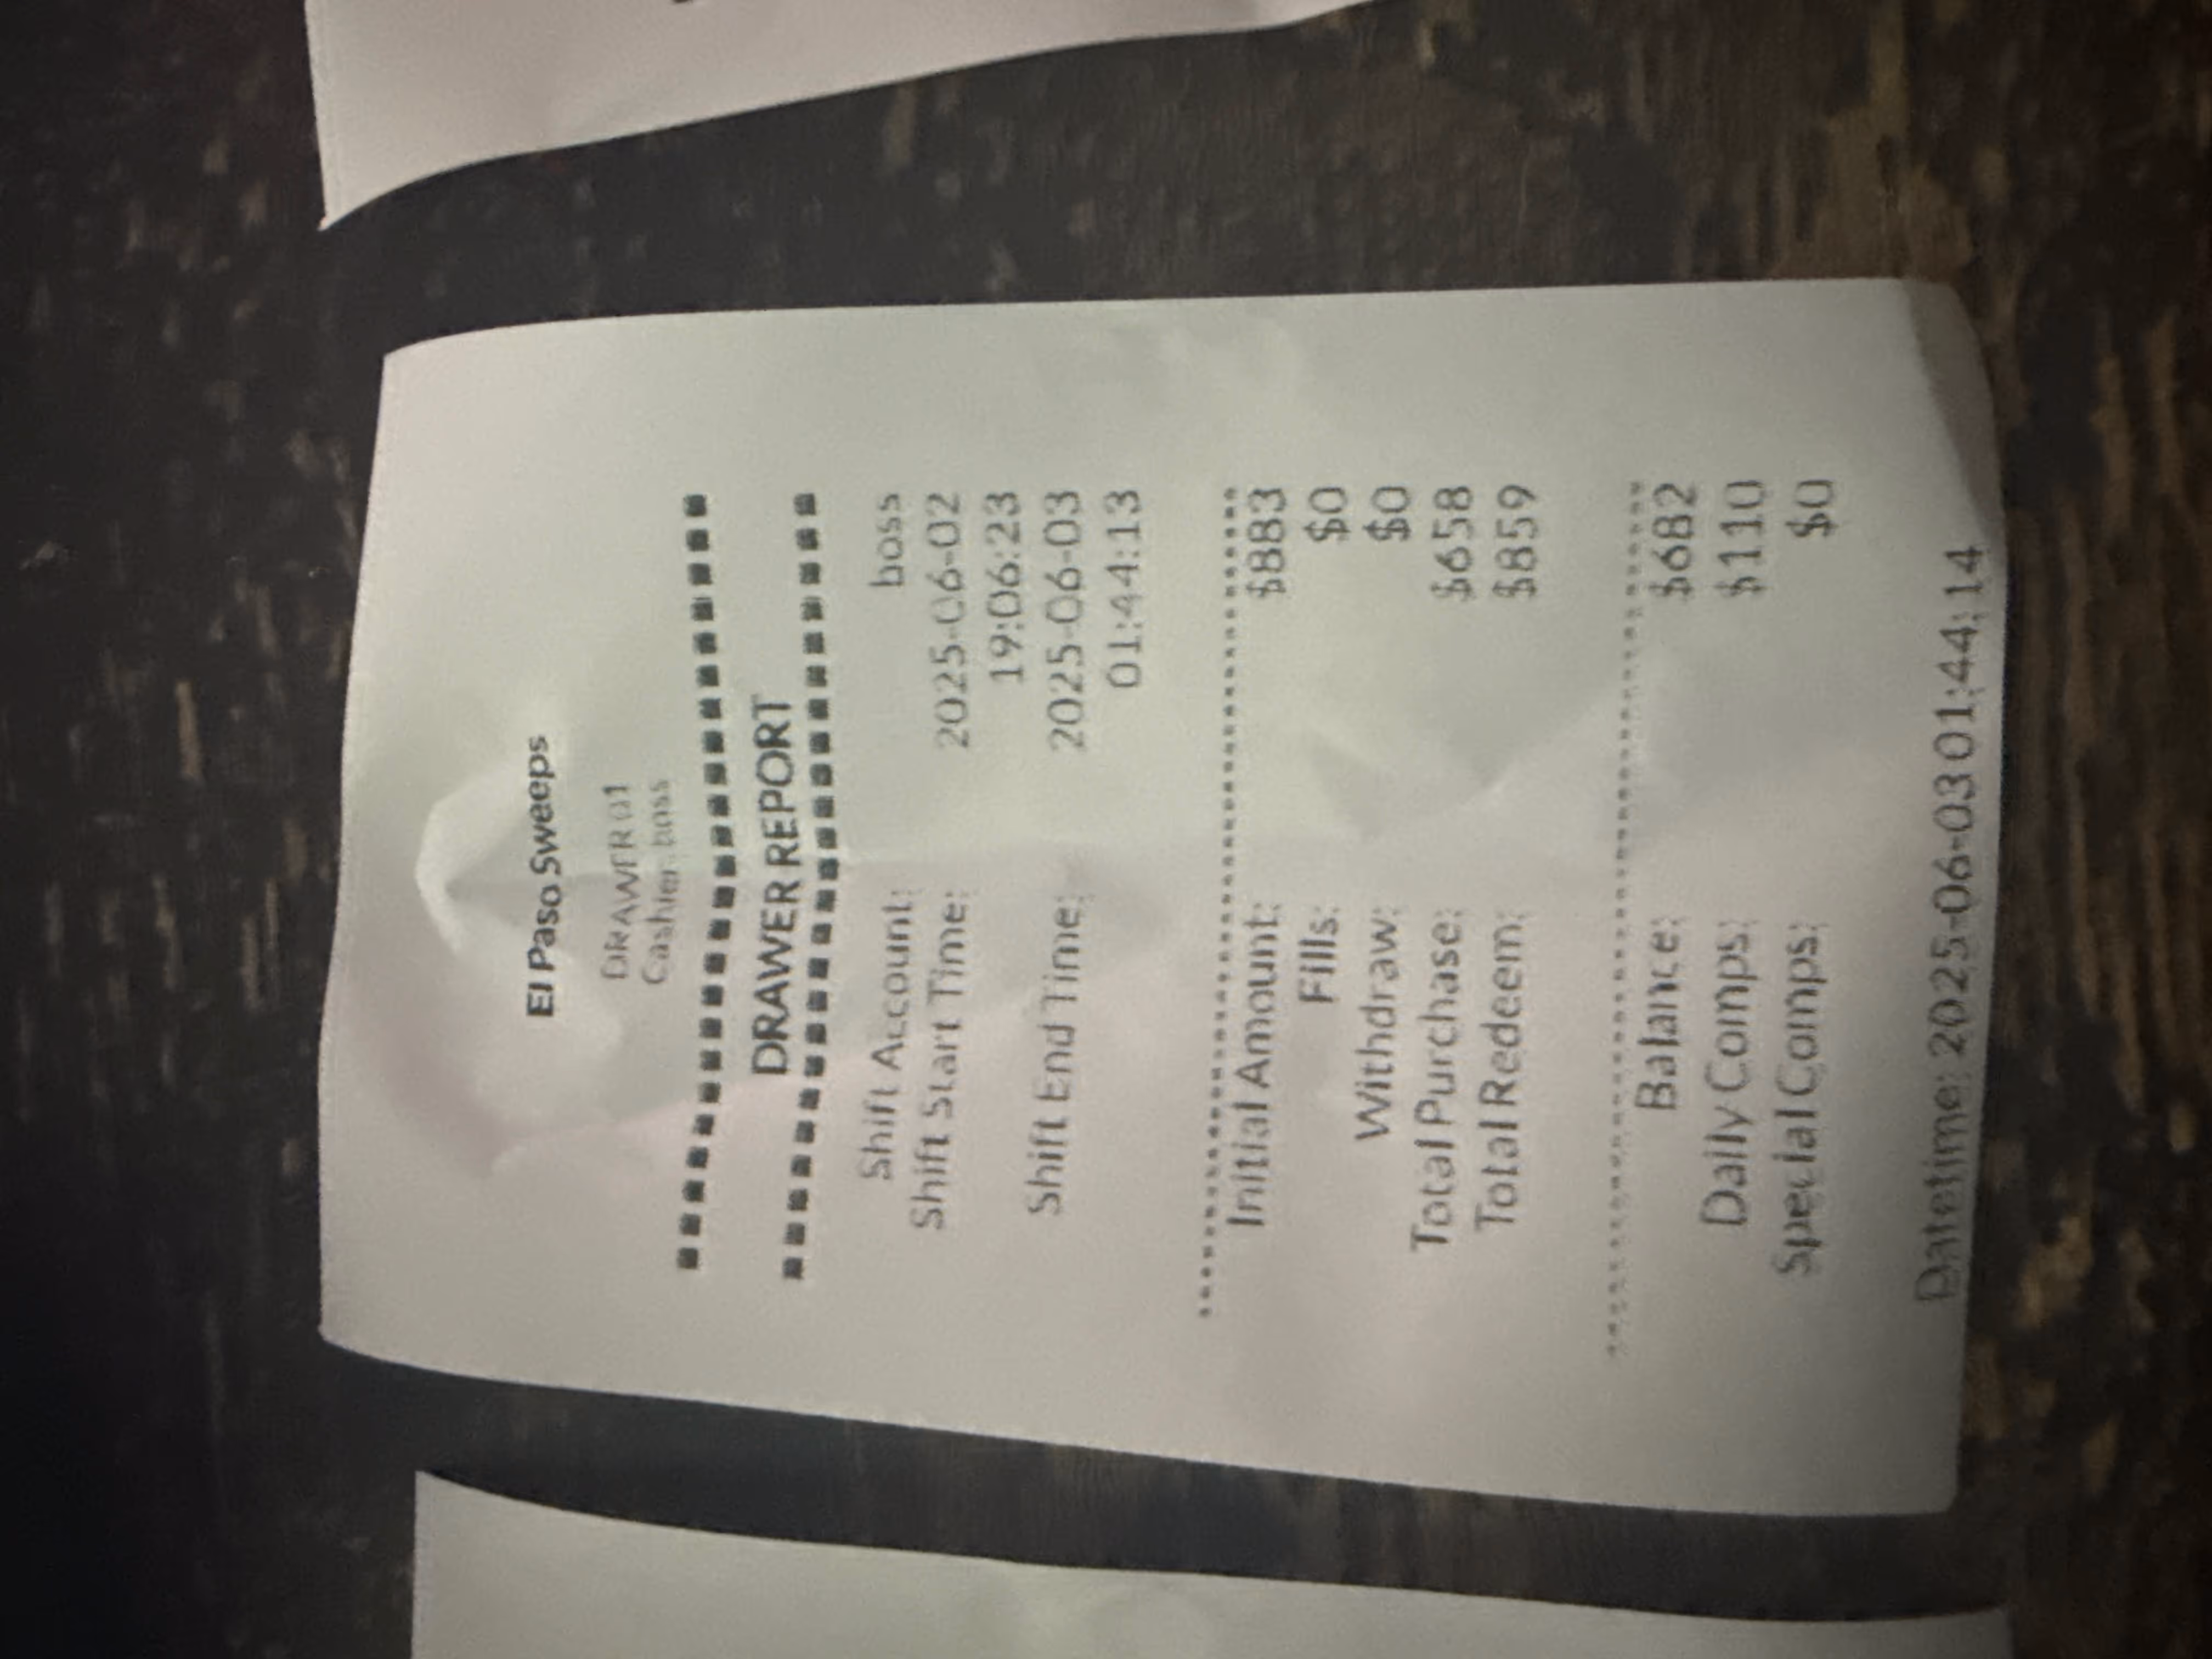 El Paso Sweeps
DRAWER 01
Cashier: boss
DRAWER REPORT
Shift Account: boss
Shift Start Time: 2025-06-02
19:06:23
Shift End Time: 2025-06-03
01:44:13
Initial Amount: $883
Fills: $0
Withdraw: $0
Total Purchase: $658
Total Redeem: $859
Balance: $682
Daily Comps: $110
Special Comps: $0
Datetime: 2025-06-03 01:44:14